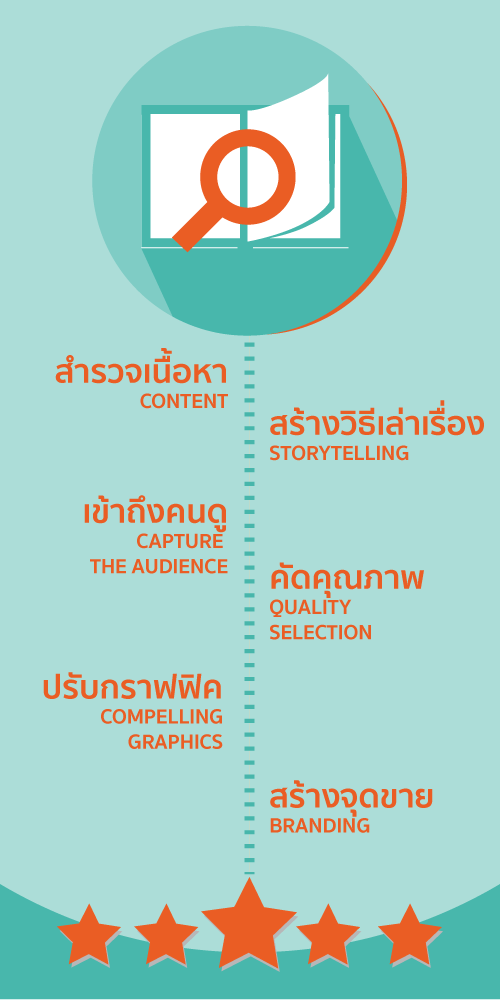 สำรวจเนื้อหา
CONTENT
สร้างวิธีเล่าเรื่อง
STORYTELLING
เข้าถึงคนดู
CAPTURE
THE AUDIENCE
คัดคุณภาพ
QUALITY
SELECTION
ปรับกราฟฟิค
COMPELLING
GRAPHICS
สร้างจุดขาย
BRANDING